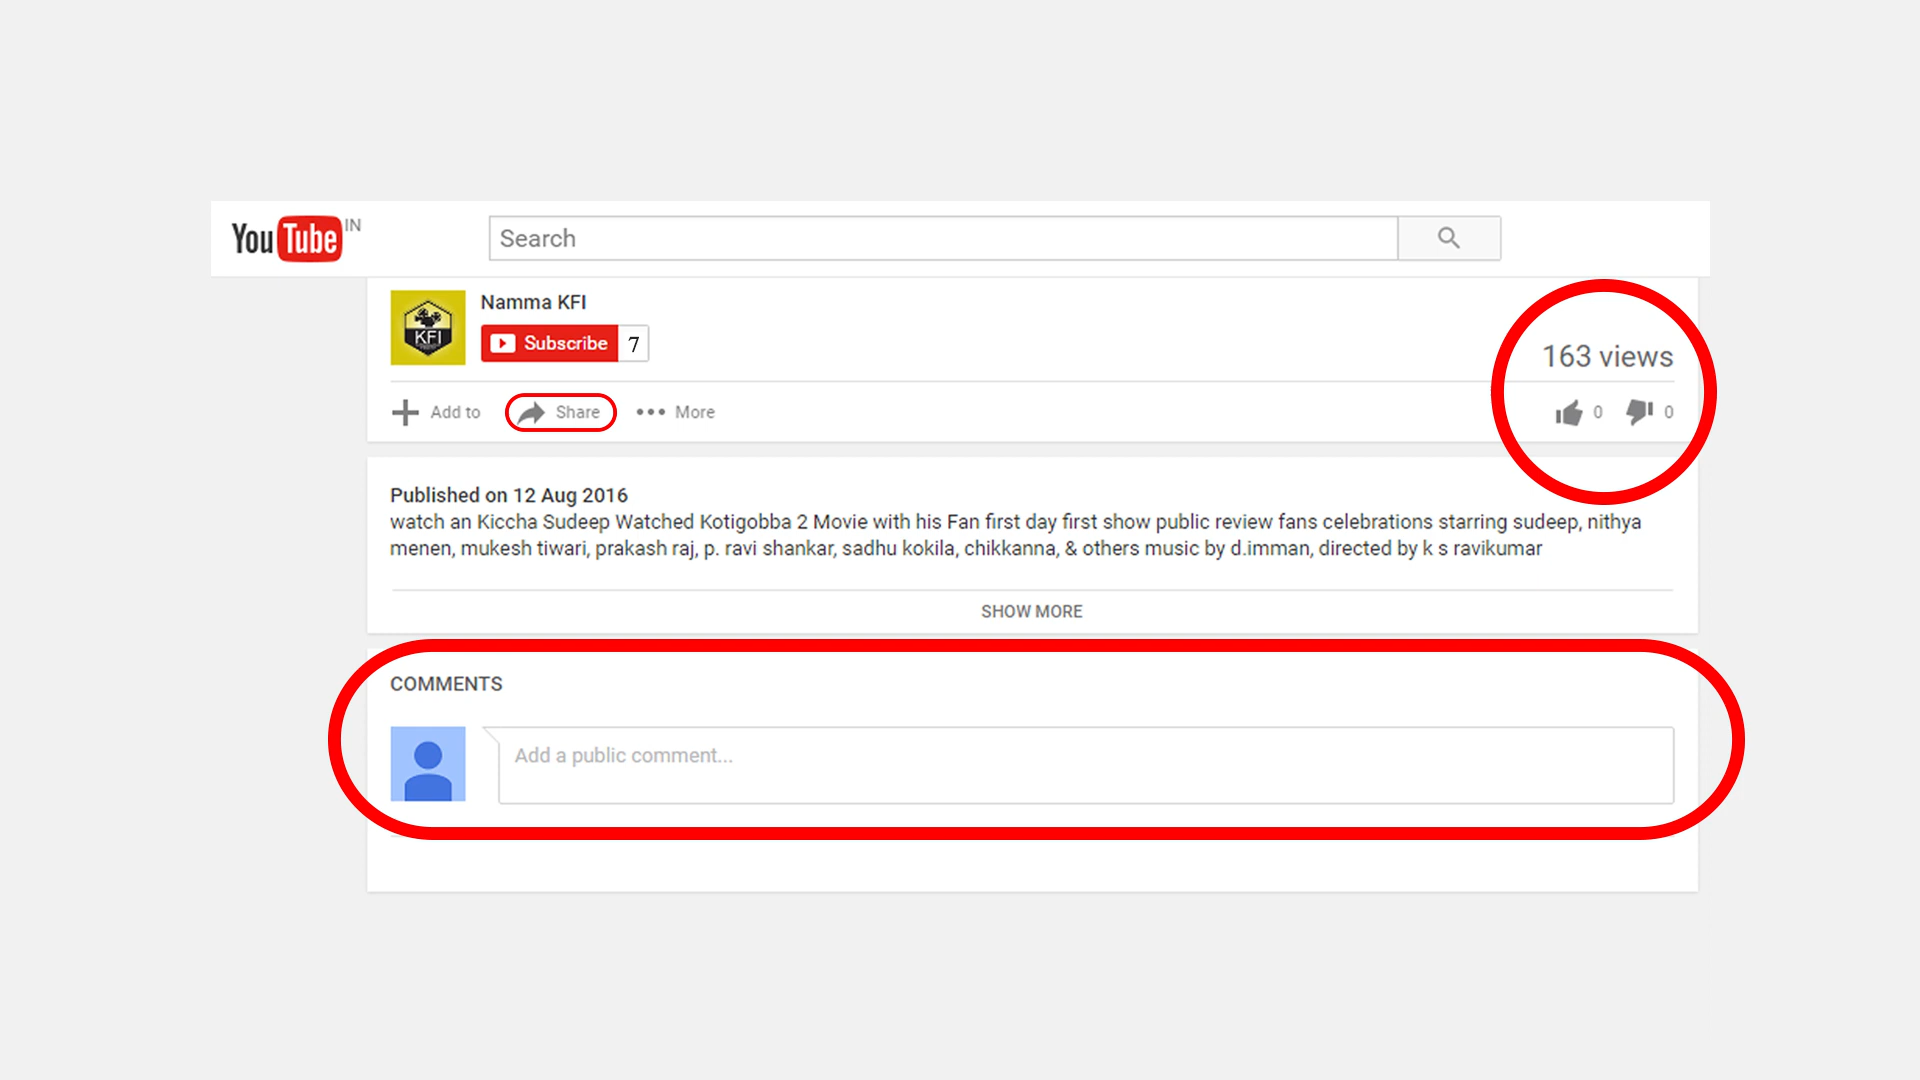 YouTube IN
Search
Namma KFI
KFI
Subscribe 7
163 views
Add to Share More 0 0
Published on 12 Aug 2016
watch an Kiccha Sudeep Watched Kotigobba 2 Movie with his Fan first day first show public review fans celebrations starring sudeep, nithya
menen, mukesh tiwari, prakash raj, p. ravi shankar, sadhu kokila, chikkanna, & others music by d.imman, directed by k s ravikumar
SHOW MORE
COMMENTS
Add a public comment...